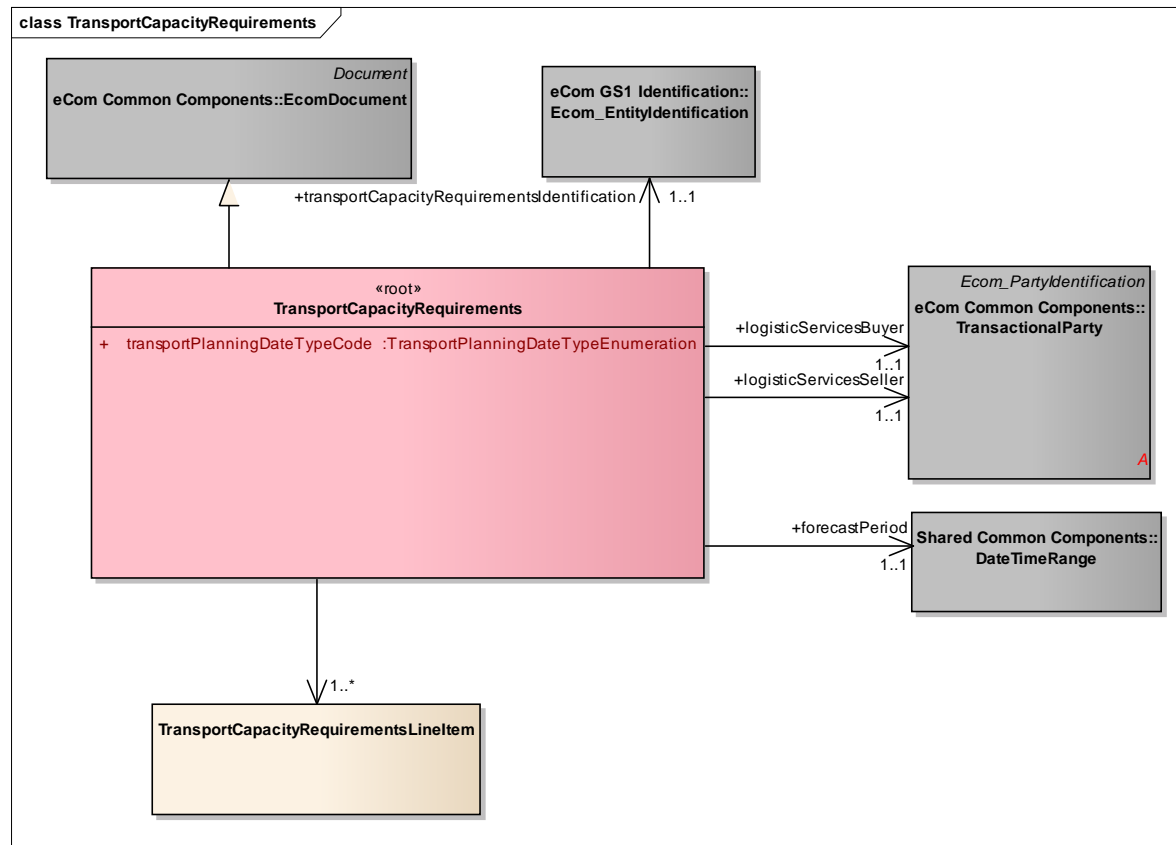 class TransportCapacityRequirements
Document
eCom Common Components::EcomDocument
eCom GS1 Identification::
Ecom_EntityIdentification
+transportCapacityRequirementsIdentification
1..1
«root»
TransportCapacityRequirements
+ transportPlanningDateTypeCode :TransportPlanningDateTypeEnumeration
Ecom_PartyIdentification
eCom Common Components::
TransactionalParty
A
+logisticServicesBuyer
1..1
+logisticServicesSeller
1..1
+forecastPeriod
1..1
Shared Common Components::
DateTimeRange
1..*
TransportCapacityRequirementsLineItem